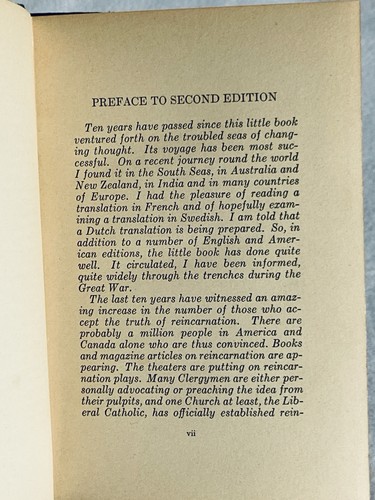 PREFACE TO SECOND EDITION
Ten years have passed since this little book
ventured forth on the troubled seas of chang-
ing thought. Its voyage has been most suc-
cessful. On a recent journey round the world
I found it in the South Seas, in Australia and
New Zealand, in India and in many countries
of Europe. I had the pleasure of reading a
translation in French and of hopefully exam-
ining a translation in Swedish. I am told that
a Dutch translation is being prepared. So, in
addition to a number of English and Amer-
ican editions, the little book has done quite
well. It circulated, I have been informed,
quite widely through the trenches during the
Great War.
The last ten years have witnessed an amaz-
ing increase in the number of those who ac-
cept the truth of reincarnation. There are
probably a million people in America and
Canada alone who are thus convinced. Books
and magazine articles on reincarnation are ap-
pearing. The theaters are putting on reincar-
nation plays. Many Clergymen are either per-
sonally advocating or preaching the idea from
their pulpits, and one Church at least, the Lib-
eral Catholic, has officially established rein-
vii